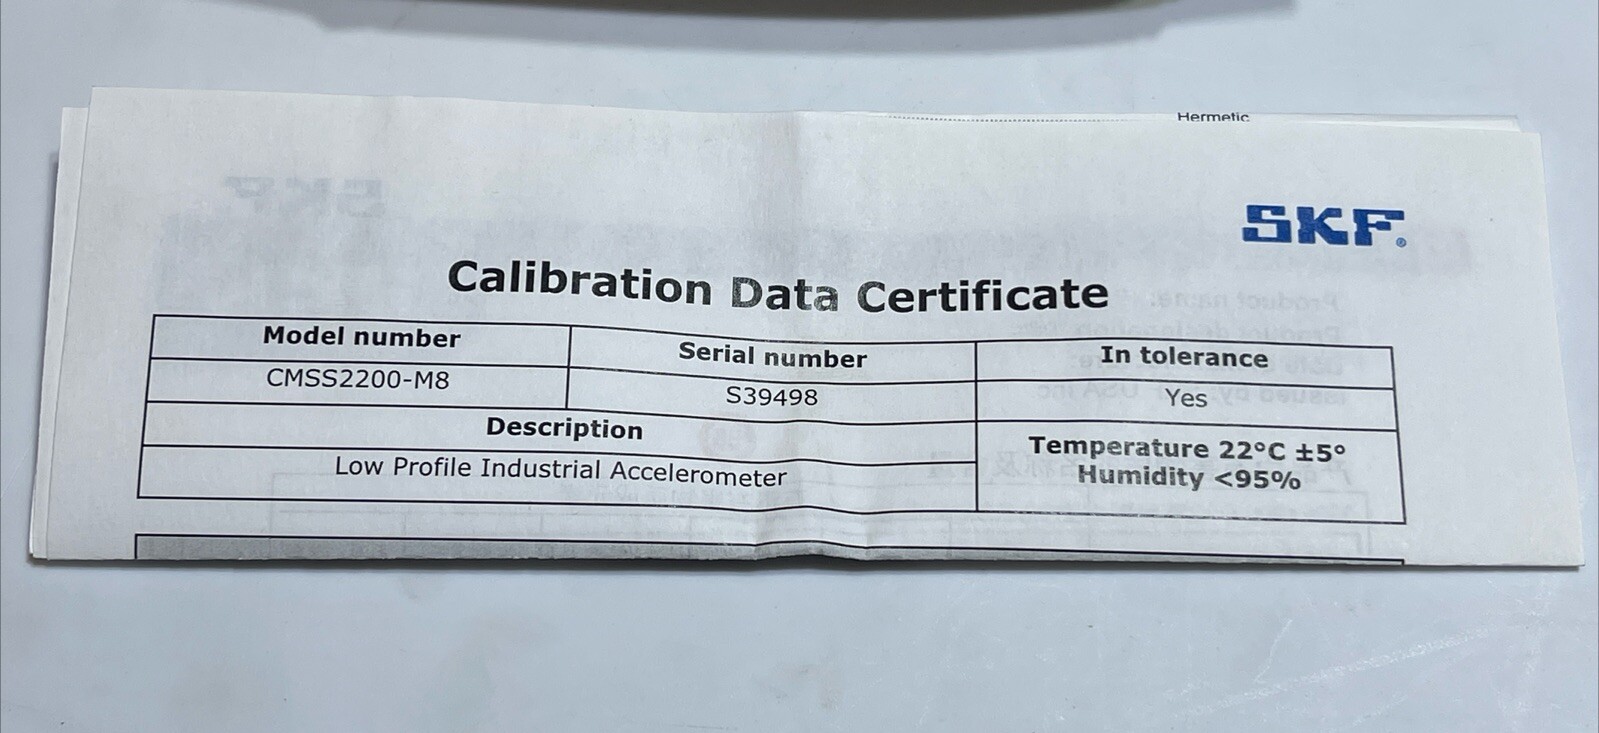 Hermetic
SKF®
Calibration Data Certificate
Model number
Serial number
In tolerance
CMSS2200-M8
S39498
Yes
Description
Low Profile Industrial Accelerometer
Temperature 22°C ±5°
Humidity <95%